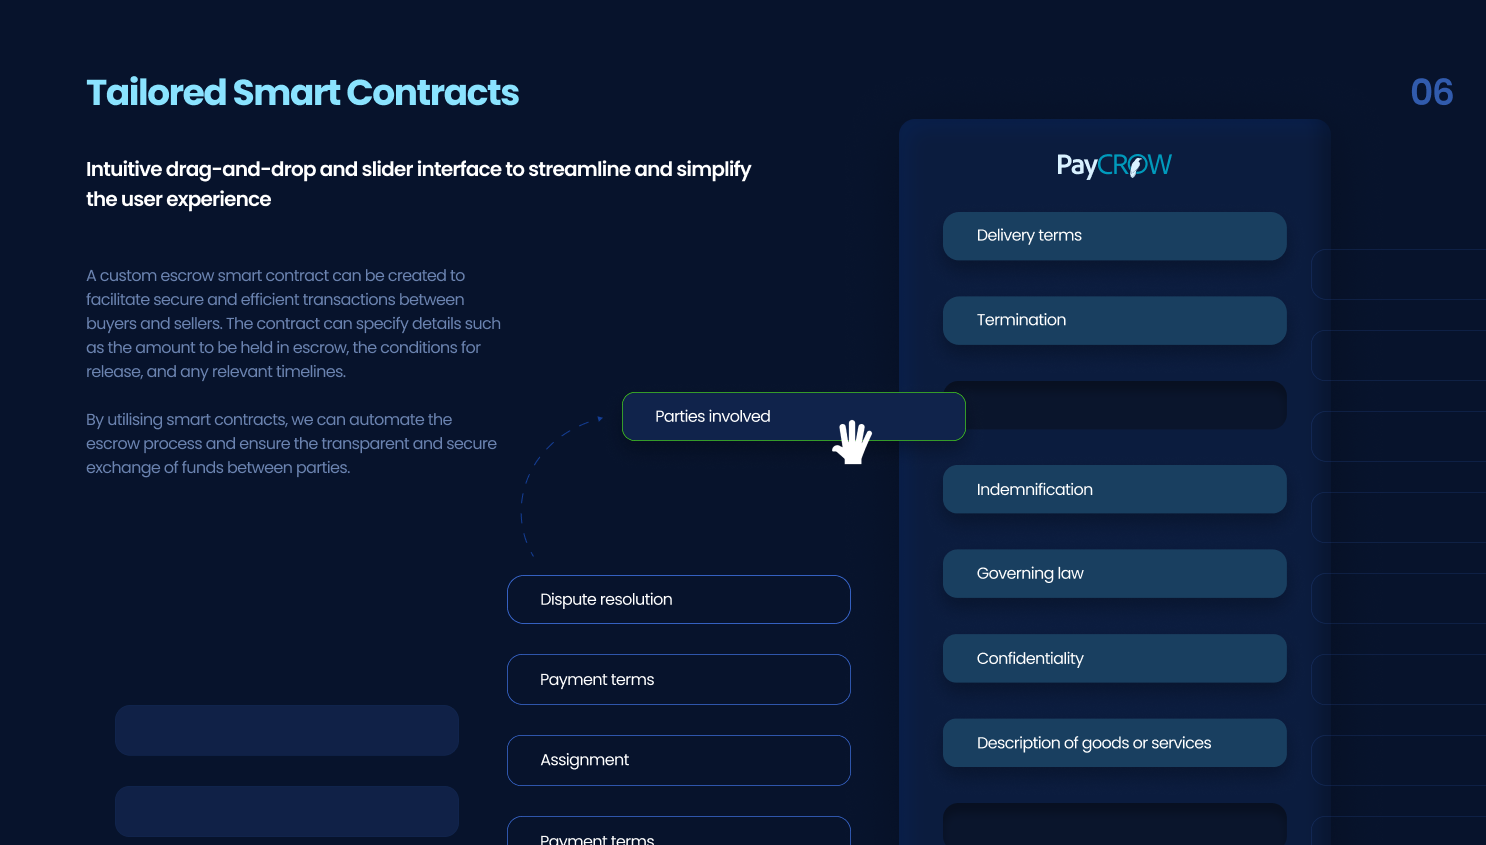 Tailored Smart Contracts
06
Intuitive drag-and-drop and slider interface to streamline and simplify
the user experience
A custom escrow smart contract can be created to
facilitate secure and efficient transactions between
buyers and sellers. The contract can specify details such
as the amount to be held in escrow, the conditions for
release, and any relevant timelines.
By utilising smart contracts, we can automate the
escrow process and ensure the transparent and secure
exchange of funds between parties.
Parties involved
Dispute resolution
Payment terms
Assignment
Payment terms
PayCROW
Delivery terms
Termination
Indemnification
Governing law
Confidentiality
Description of goods or services